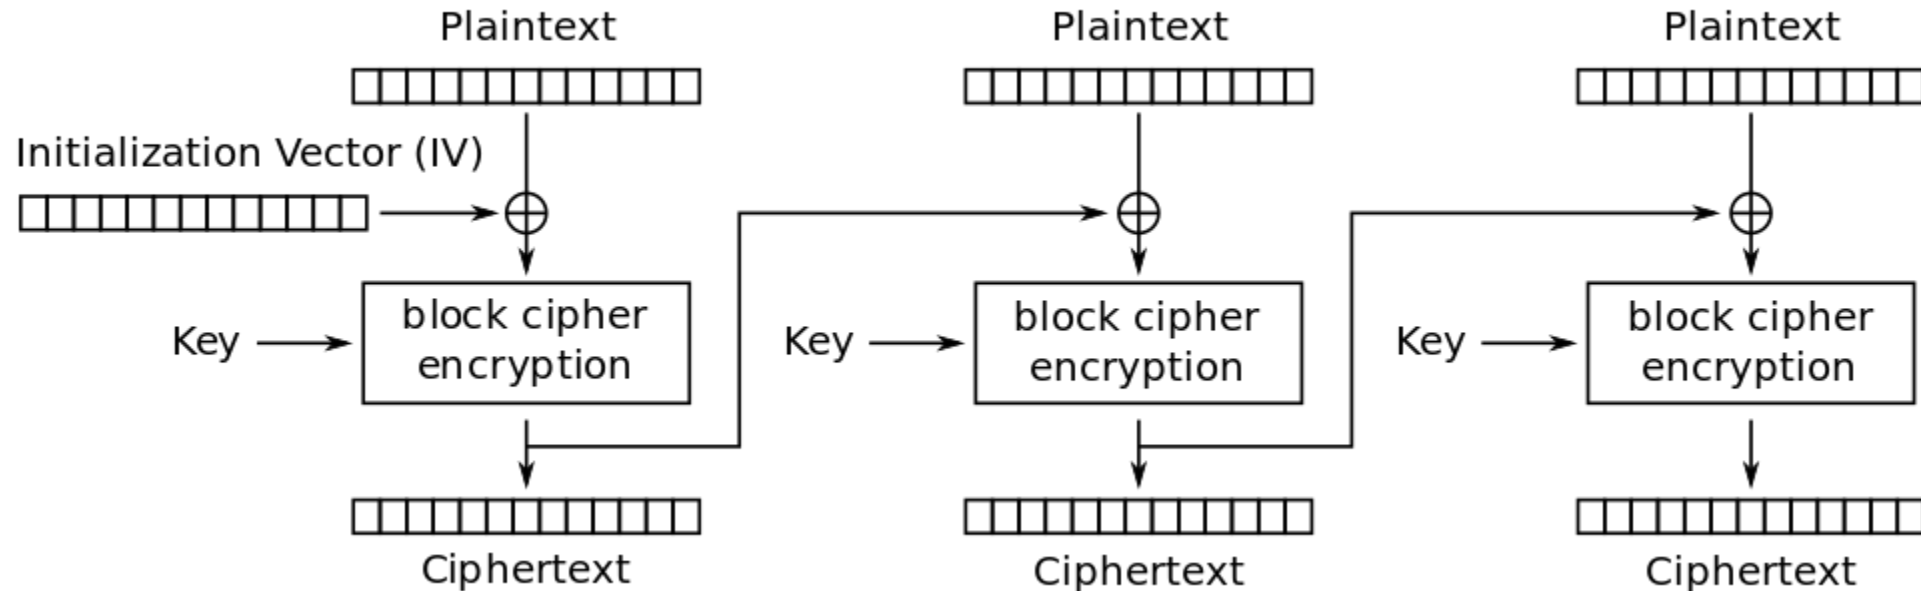 Plaintext
Plaintext
Plaintext
Initialization Vector (IV)
Key
block cipher
encryption
Key
block cipher
encryption
Key
block cipher
encryption
Ciphertext
Ciphertext
Ciphertext